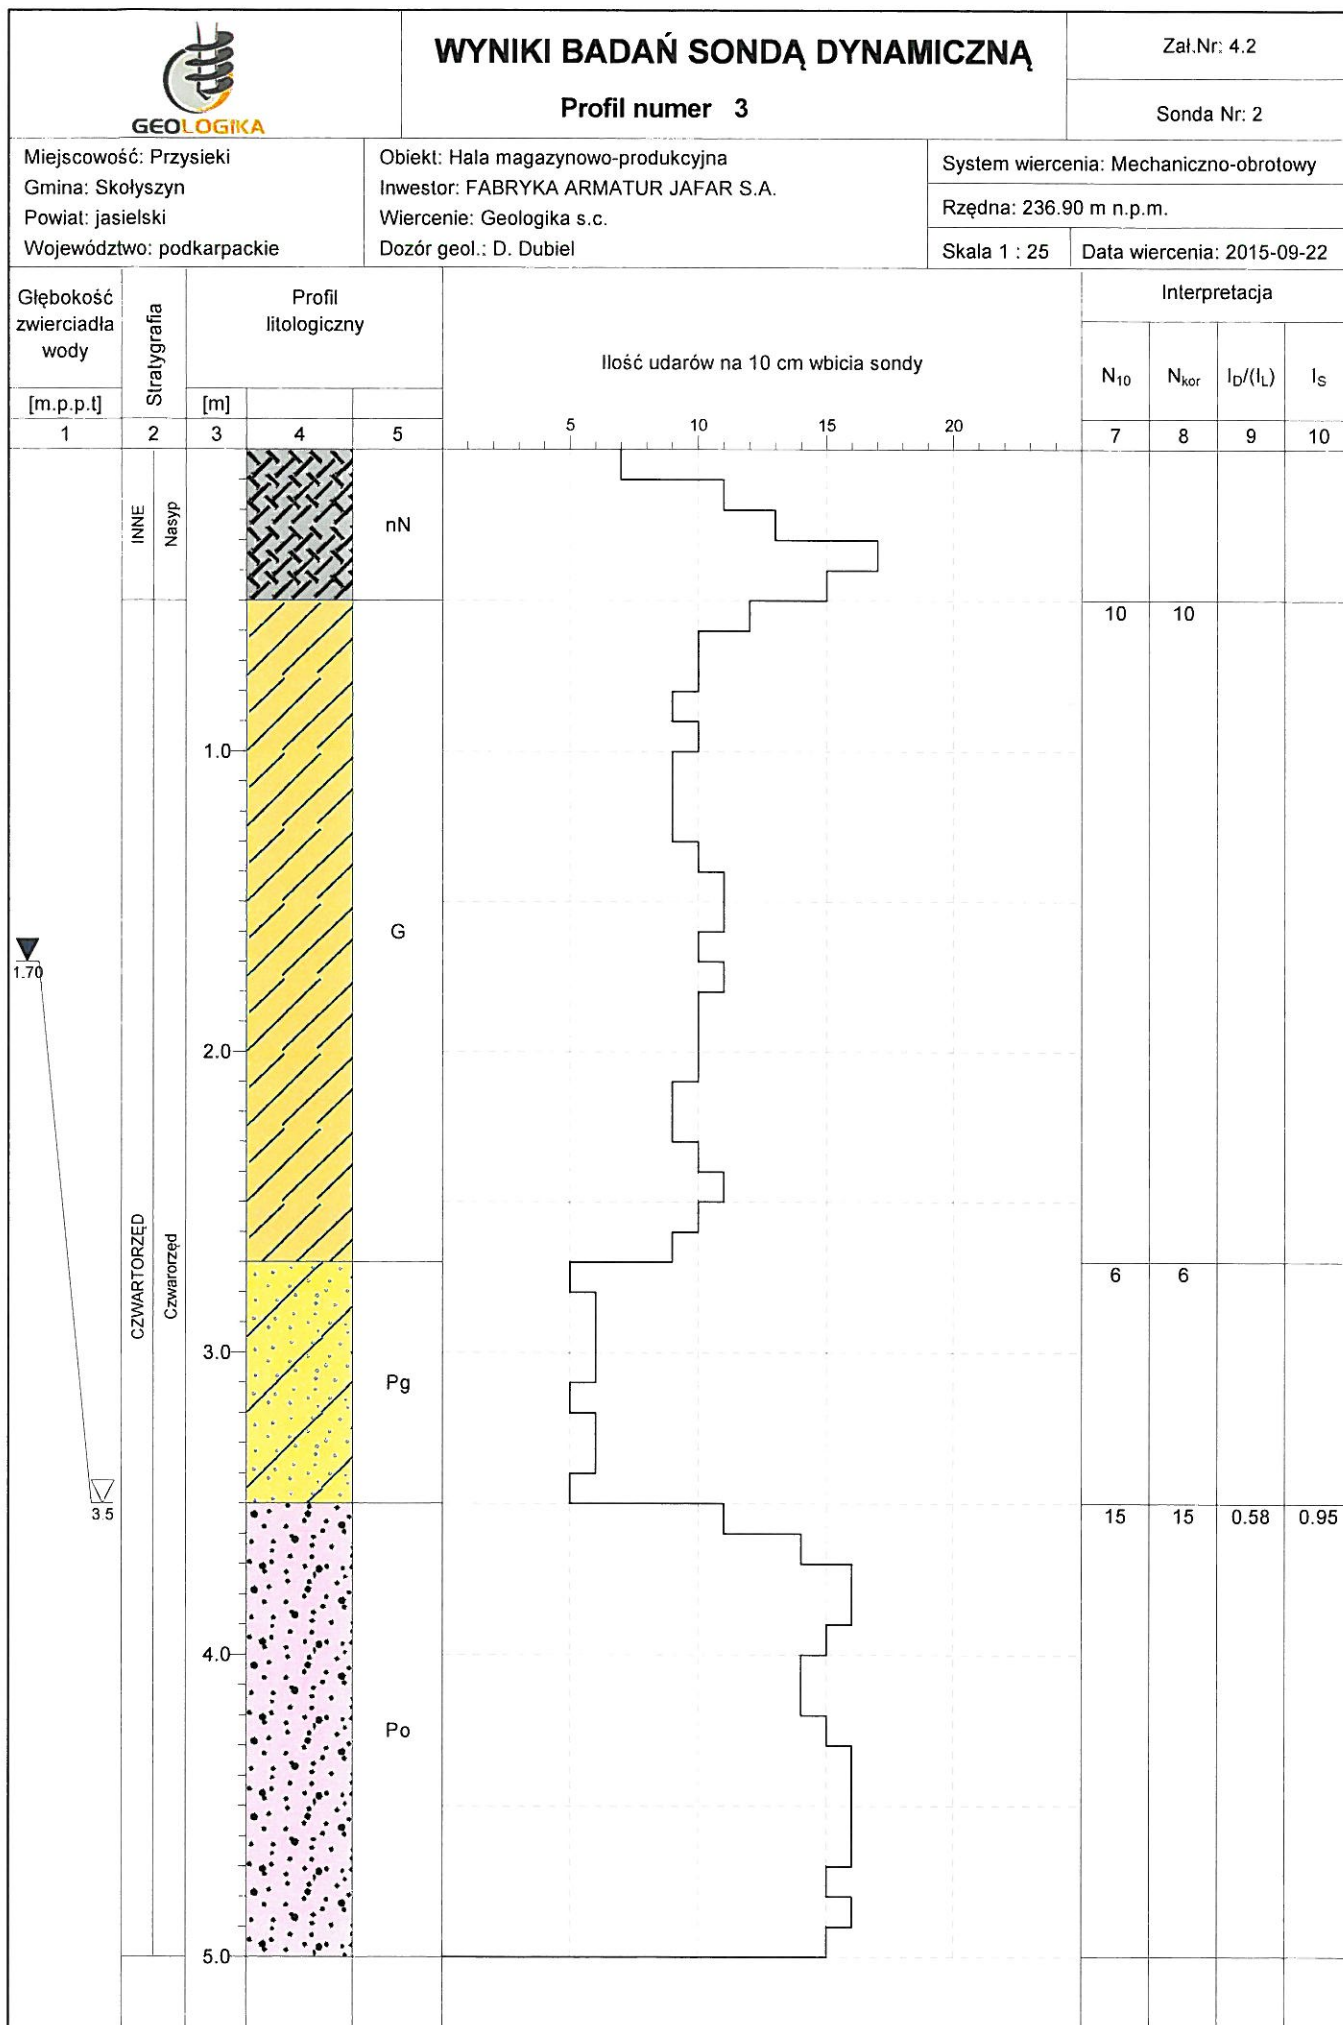 GEOLOGIKA
WYNIKI BADAŃ SONDĄ DYNAMICZNĄ
Profil numer 3
Zał.Nr: 4.2
Sonda Nr: 2
Miejscowość: Przysieki
Gmina: Skołyszyn
Powiat: jasielski
Województwo: podkarpackie
Obiekt: Hala magazynowo-produkcyjna
Inwestor: FABRYKA ARMATUR JAFAR S.A.
Wiercenie: Geologika s.c.
Dozór geol.: D. Dubiel
System wiercenia: Mechaniczno-obrotowy
Rzędna: 236.90 m n.p.m.
Skala 1 : 25
Data wiercenia: 2015-09-22
Głębokość
zwierciadła
wody
[m.p.p.t]
Stratygrafia
Profil
litologiczny
[m]
Ilość udarów na 10 cm wbicia sondy
Interpretacja
N10
Nkor
ID/(IL)
IS
1
2
3
4
5
5
10
15
20
7
8
9
10
INNE
Nasyp
nN
10
10
1.0
G
1.70
2.0
CZWARTORZĘD
Czwarorzęd
6
6
3.0
Pg
3.5
15
15
0.58
0.95
4.0
Po
5.0